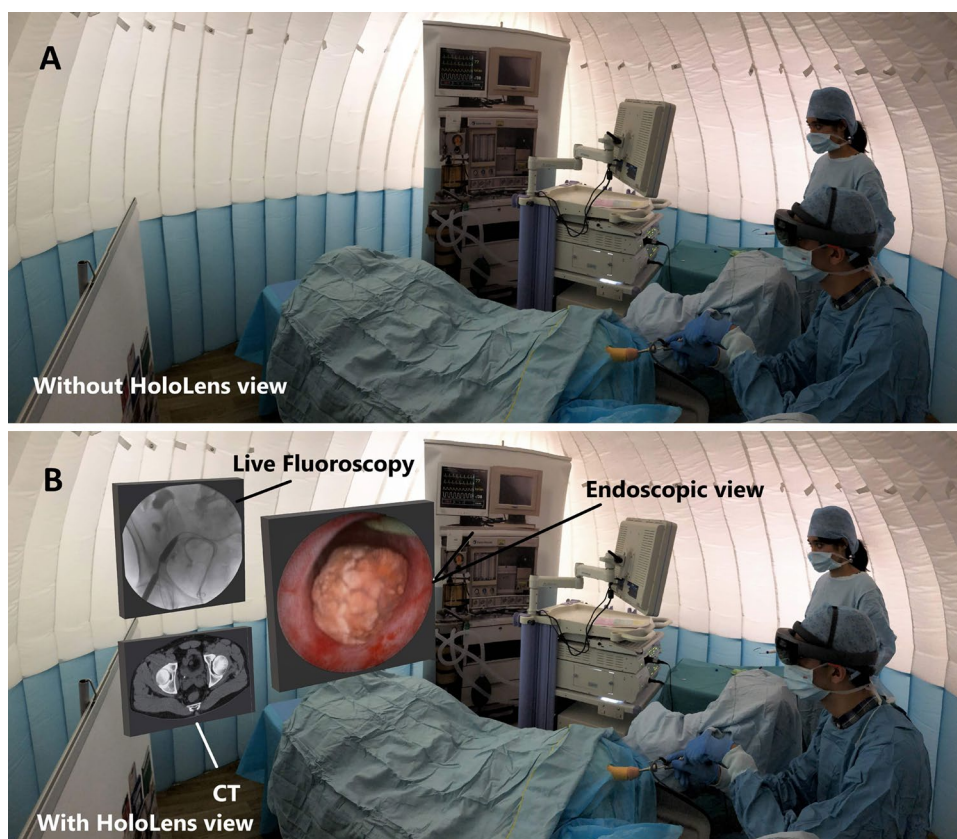 A
Without HoloLens view
B
Live Fluoroscopy
Endoscopic view
CT
With HoloLens view